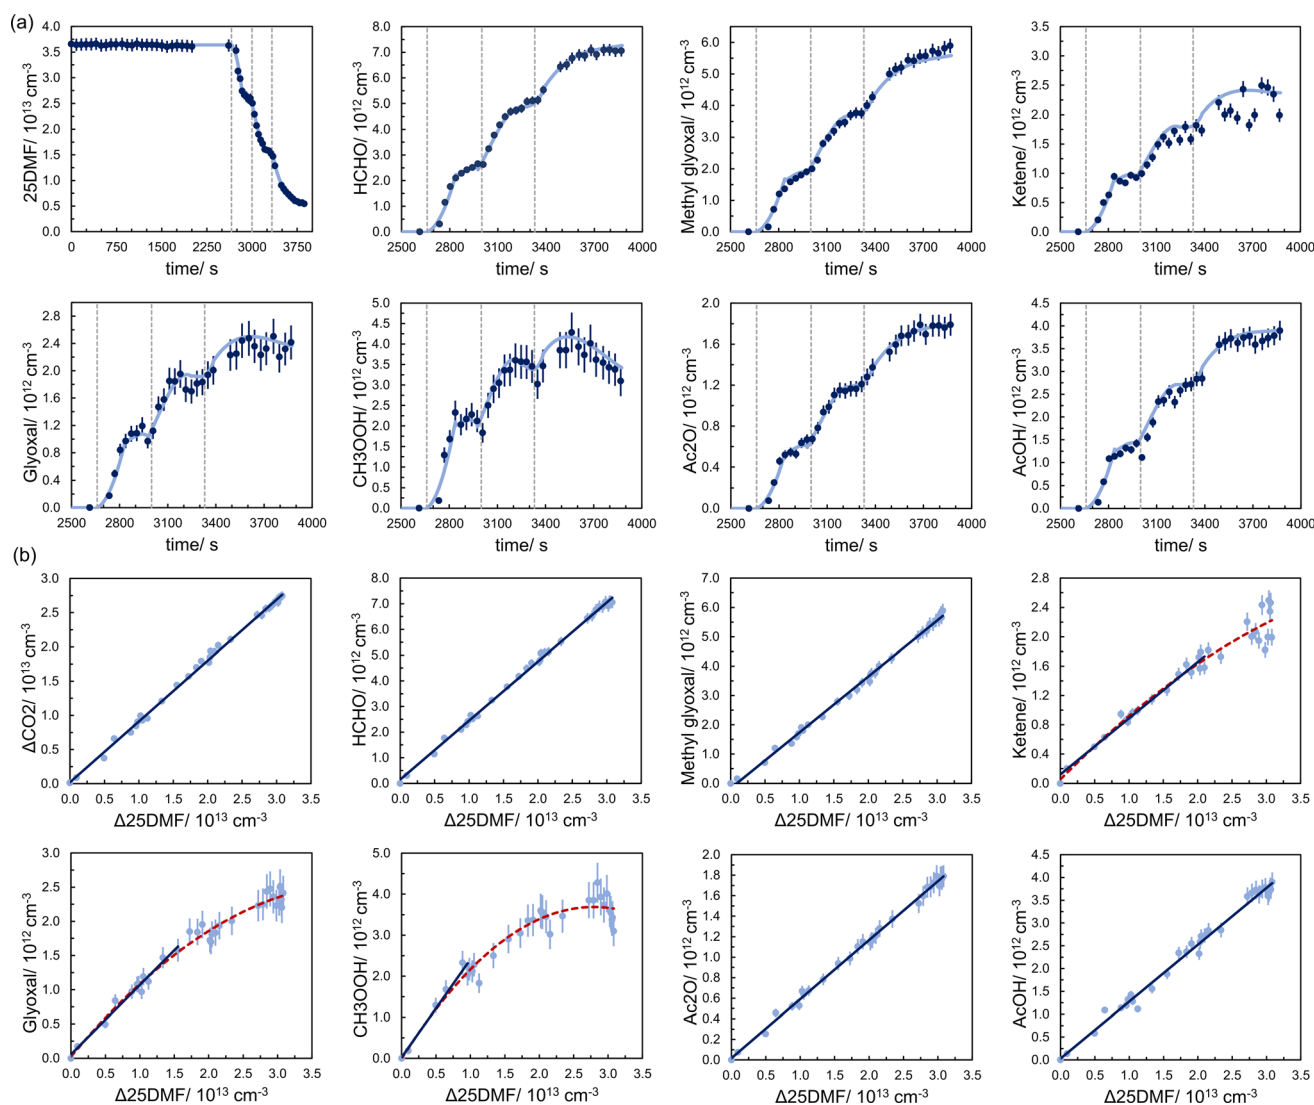 (a)
4.0
3.5
3.0
2.5
2.0
1.5
1.0
0.5
0.0
25DMF/ 10¹³ cm⁻³
0 750 1500 2250 3000 3750
time/ s
8.0
7.0
6.0
5.0
4.0
3.0
2.0
1.0
0.0
HCHO/ 10¹² cm⁻³
2500 2800 3100 3400 3700 4000
time/ s
6.0
5.0
4.0
3.0
2.0
1.0
0.0
Methyl glyoxal/ 10¹² cm⁻³
2500 2800 3100 3400 3700 4000
time/ s
3.5
3.0
2.5
2.0
1.5
1.0
0.5
0.0
Ketene/ 10¹² cm⁻³
2500 2800 3100 3400 3700 4000
time/ s
2.8
2.4
2.0
1.6
1.2
0.8
0.4
0.0
Glyoxal/ 10¹² cm⁻³
2500 2800 3100 3400 3700 4000
time/ s
5.0
4.5
4.0
3.5
3.0
2.5
2.0
1.5
1.0
0.5
0.0
CH3OOH/ 10¹² cm⁻³
2500 2800 3100 3400 3700 4000
time/ s
2.0
1.6
1.2
0.8
0.4
0.0
Ac2O/ 10¹² cm⁻³
2500 2800 3100 3400 3700 4000
time/ s
4.5
4.0
3.5
3.0
2.5
2.0
1.5
1.0
0.5
0.0
AcOH/ 10¹² cm⁻³
2500 2800 3100 3400 3700 4000
time/ s
(b)
3.0
2.5
2.0
1.5
1.0
0.5
0.0
ΔCO2/ 10¹³ cm⁻³
0.0 0.5 1.0 1.5 2.0 2.5 3.0 3.5
Δ25DMF/ 10¹³ cm⁻³
8.0
7.0
6.0
5.0
4.0
3.0
2.0
1.0
0.0
HCHO/ 10¹² cm⁻³
0.0 0.5 1.0 1.5 2.0 2.5 3.0 3.5
Δ25DMF/ 10¹³ cm⁻³
7.0
6.0
5.0
4.0
3.0
2.0
1.0
0.0
Methyl glyoxal/ 10¹² cm⁻³
0.0 0.5 1.0 1.5 2.0 2.5 3.0 3.5
Δ25DMF/ 10¹³ cm⁻³
2.8
2.4
2.0
1.6
1.2
0.8
0.4
0.0
Ketene/ 10¹² cm⁻³
0.0 0.5 1.0 1.5 2.0 2.5 3.0 3.5
Δ25DMF/ 10¹³ cm⁻³
3.0
2.5
2.0
1.5
1.0
0.5
0.0
Glyoxal/ 10¹² cm⁻³
0.0 0.5 1.0 1.5 2.0 2.5 3.0 3.5
Δ25DMF/ 10¹³ cm⁻³
5.0
4.0
3.0
2.0
1.0
0.0
CH3OOH/ 10¹² cm⁻³
0.0 0.5 1.0 1.5 2.0 2.5 3.0 3.5
Δ25DMF/ 10¹³ cm⁻³
2.0
1.8
1.6
1.4
1.2
1.0
0.8
0.6
0.4
0.2
0.0
Ac2O/ 10¹² cm⁻³
0.0 0.5 1.0 1.5 2.0 2.5 3.0 3.5
Δ25DMF/ 10¹³ cm⁻³
4.5
4.0
3.5
3.0
2.5
2.0
1.5
1.0
0.5
0.0
AcOH/ 10¹² cm⁻³
0.0 0.5 1.0 1.5 2.0 2.5 3.0 3.5
Δ25DMF/ 10¹³ cm⁻³